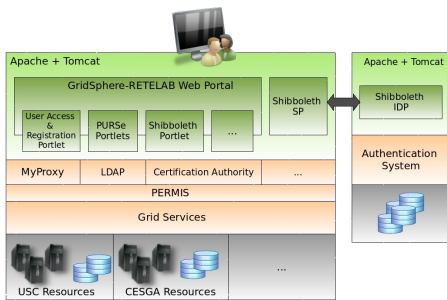 Apache + Tomcat
GridSphere-RETELAB Web Portal
User Access
&
Registration
Portlet
PURSe
Portlets
Shibboleth
Portlet
...
Shibboleth
SP
MyProxy
LDAP
Certification Authority
...
PERMIS
Grid Services
USC Resources
CESGA Resources
...
Apache + Tomcat
Shibboleth
IDP
Authentication
System